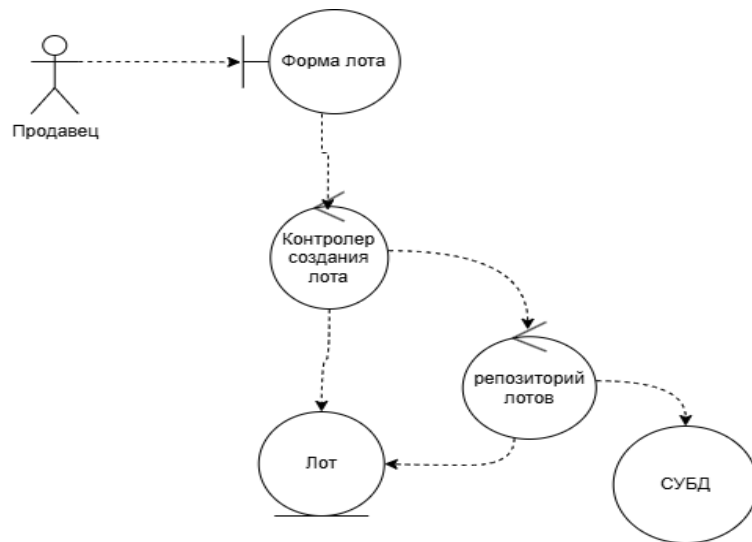 Форма лота
Продавец
Контролер
создания
лота
репозиторий
лотов
Лот
СУБД